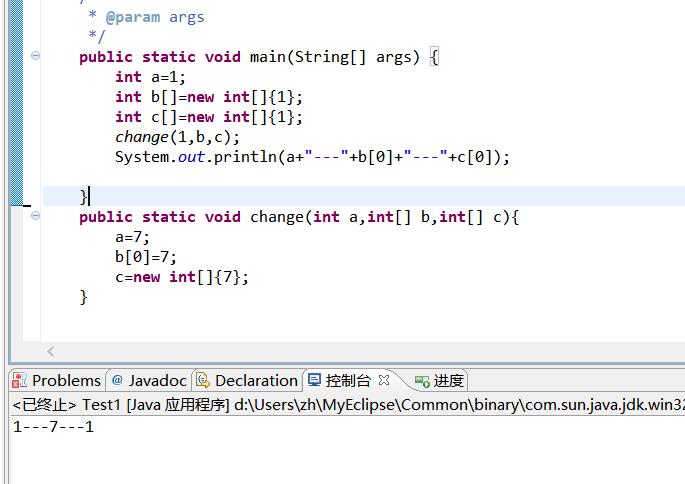 /
* @param args
*/
public static void main(String[] args) {
int a=1;
int b[]=new int[]{1};
int c[]=new int[]{1};
change(1,b,c);
System.out.println(a+"---"+b[0]+"---"+c[0]);
}
public static void change(int a,int[] b,int[] c){
a=7;
b[0]=7;
c=new int[]{7};
}
Problems @ Javadoc Declaration 控制台 进度
<已终止> Test1 [Java 应用程序] d:\Users\zh\MyEclipse\Common\binary\com.sun.java.jdk.win32
1---7---1